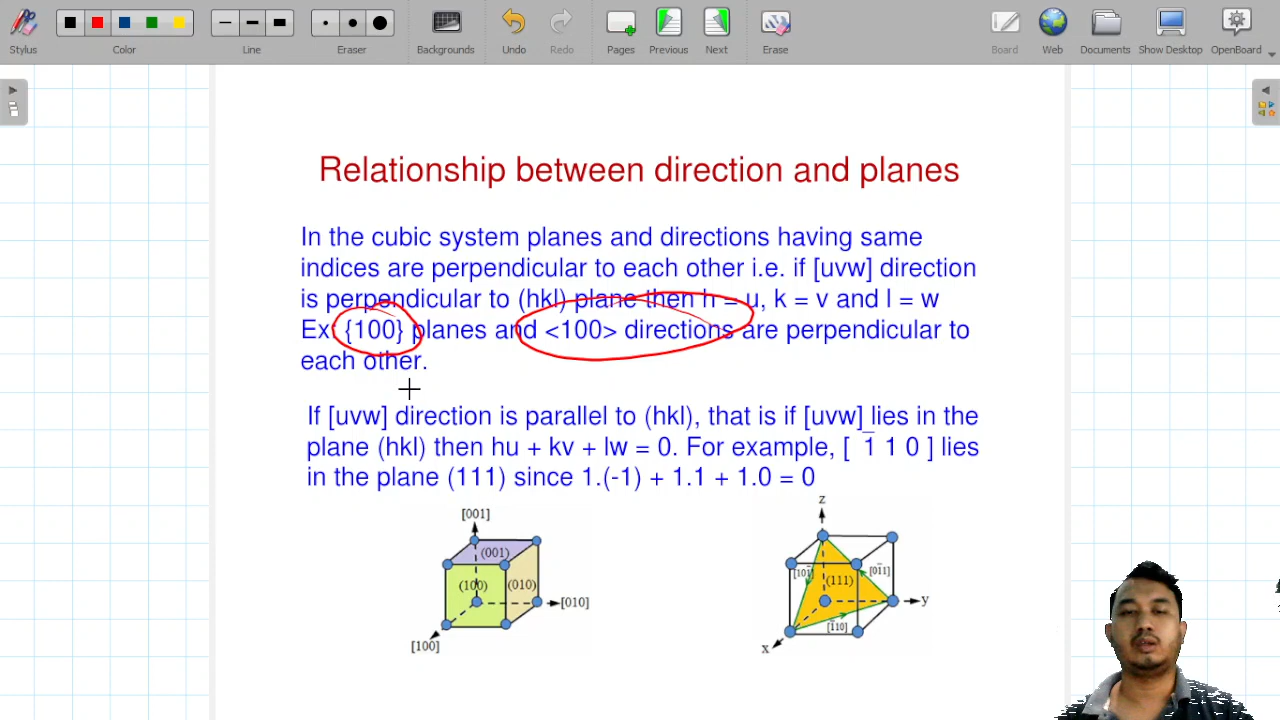 Stylus Color Line Eraser Backgrounds Undo Redo Pages Previous Next Erase Board Web Documents Show Desktop OpenBoard
Relationship between direction and planes
In the cubic system planes and directions having same
indices are perpendicular to each other i.e. if [uvw] direction
is perpendicular to (hkl) plane then h = u, k = v and l = w
Ex: {100} planes and <100> directions are perpendicular to
each other.
If [uvw] direction is parallel to (hkl), that is if [uvw] lies in the
plane (hkl) then hu + kv + lw = 0. For example, [ 1̅ 1 0 ] lies
in the plane (111) since 1.(-1) + 1.1 + 1.0 = 0
[001]
(001)
(100)
(010)
[010]
[100]
z
[101̅]
(111)
[01̅1]
y
[1̅10]
x